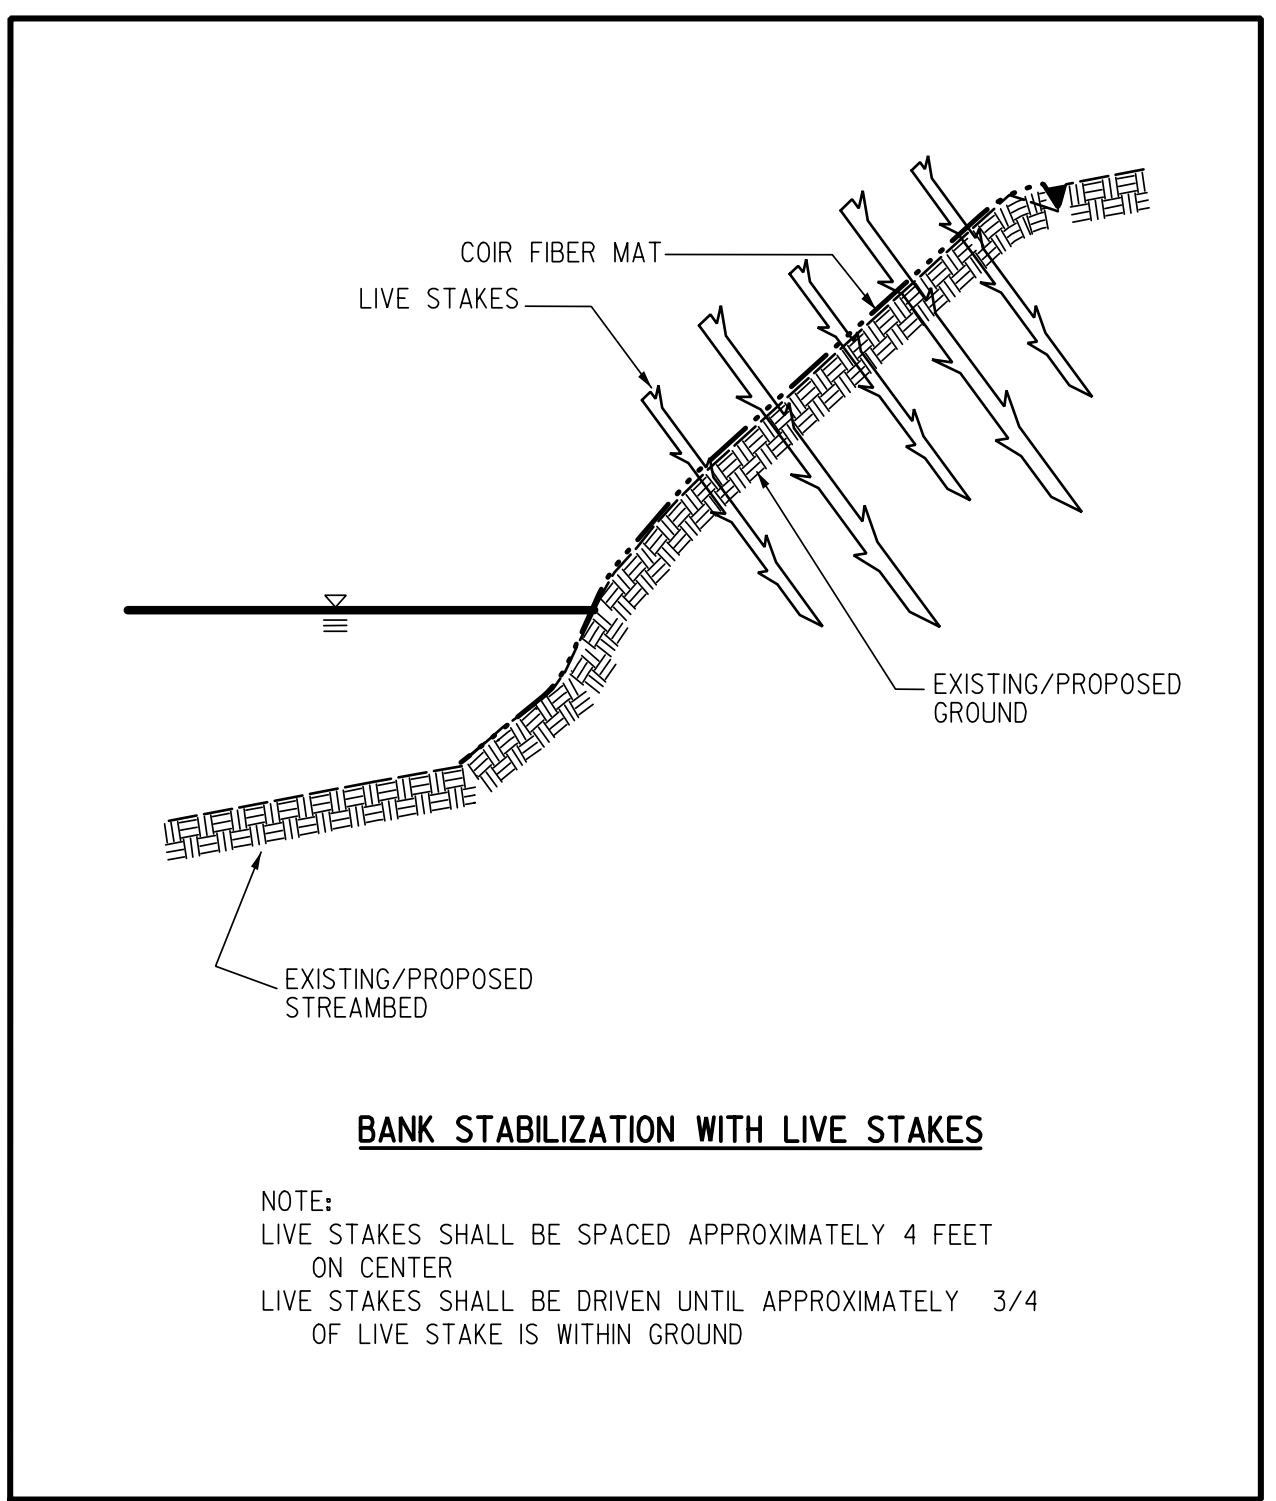 COIR FIBER MAT
LIVE STAKES
EXISTING/PROPOSED
GROUND
EXISTING/PROPOSED
STREAMBED
BANK STABILIZATION WITH LIVE STAKES
NOTE:
LIVE STAKES SHALL BE SPACED APPROXIMATELY 4 FEET
ON CENTER
LIVE STAKES SHALL BE DRIVEN UNTIL APPROXIMATELY 3/4
OF LIVE STAKE IS WITHIN GROUND